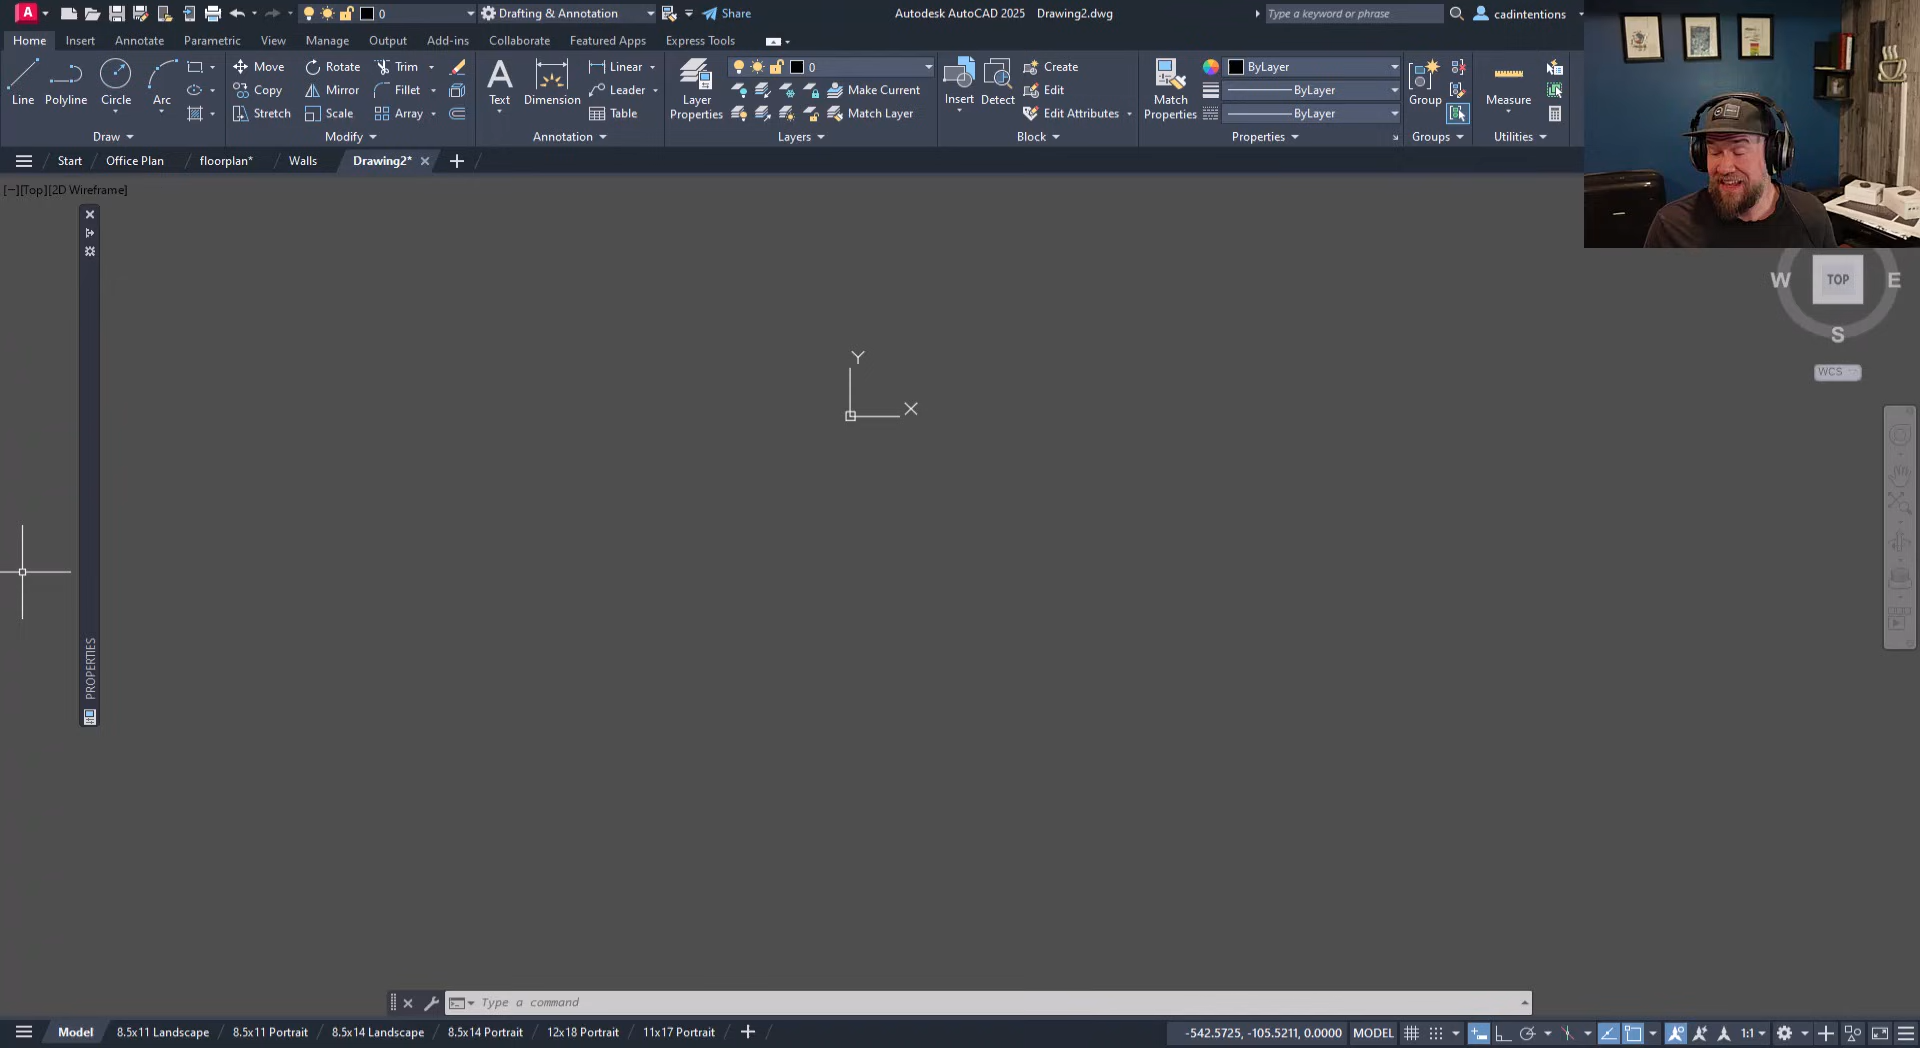 A 0 Drafting & Annotation Share Autodesk AutoCAD 2025 Drawing2.dwg Type a keyword or phrase cadintentions
Home Insert Annotate Parametric View Manage Output Add-ins Collaborate Featured Apps Express Tools
Line Polyline Circle Arc
Move Rotate Trim
Copy Mirror Fillet
Stretch Scale Array
A Text Dimension
Linear
Leader
Table
Layer Properties
0
Make Current
Match Layer
Insert Detect
Create
Edit
Edit Attributes
Match Properties
ByLayer
ByLayer
ByLayer
Group
Measure
Draw Modify Annotation Layers Block Properties Groups Utilities
Start Office Plan floorplan* Walls Drawing2*
[−][Top][2D Wireframe]
W TOP E
S
WCS
Y
X
PROPERTIES
Type a command
Model 8.5x11 Landscape 8.5x11 Portrait 8.5x14 Landscape 8.5x14 Portrait 12x18 Portrait 11x17 Portrait -542.5725, -105.5211, 0.0000 MODEL 1:1